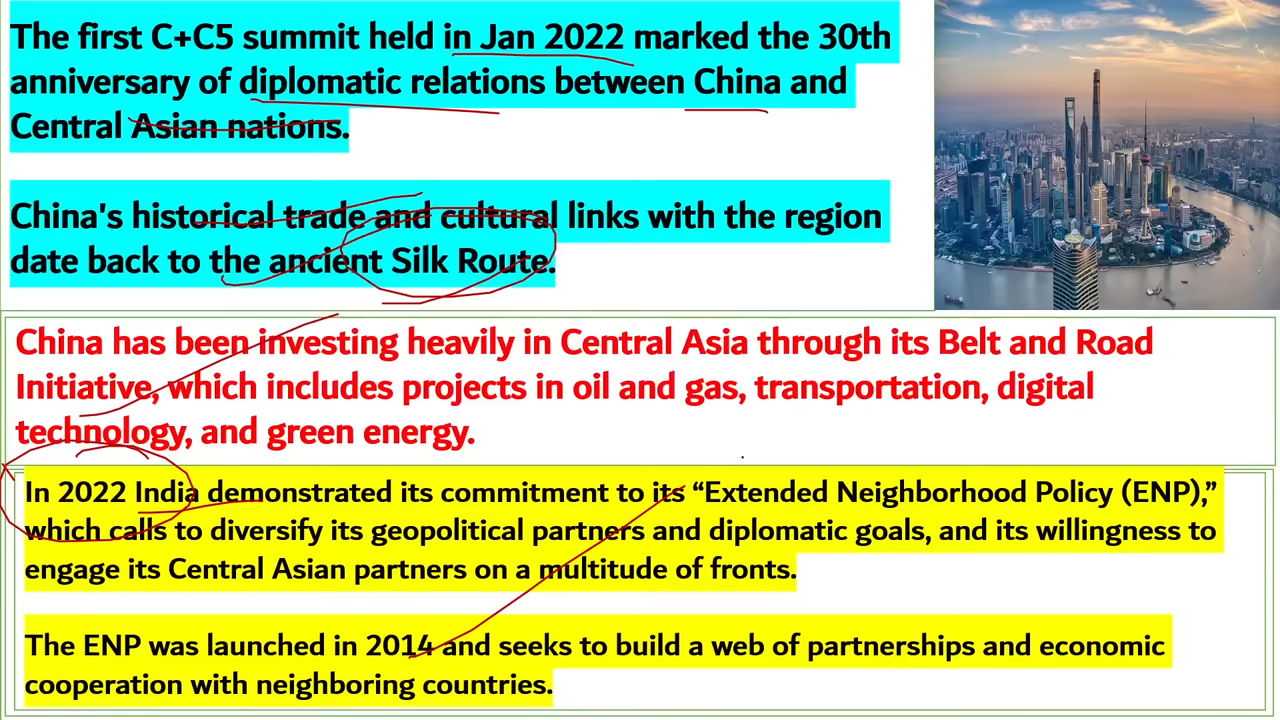 The first C+C5 summit held in Jan 2022 marked the 30th
anniversary of diplomatic relations between China and
Central Asian nations.
China's historical trade and cultural links with the region
date back to the ancient Silk Route.
China has been investing heavily in Central Asia through its Belt and Road
Initiative, which includes projects in oil and gas, transportation, digital
technology, and green energy.
In 2022 India demonstrated its commitment to its “Extended Neighborhood Policy (ENP),”
which calls to diversify its geopolitical partners and diplomatic goals, and its willingness to
engage its Central Asian partners on a multitude of fronts.
The ENP was launched in 2014 and seeks to build a web of partnerships and economic
cooperation with neighboring countries.